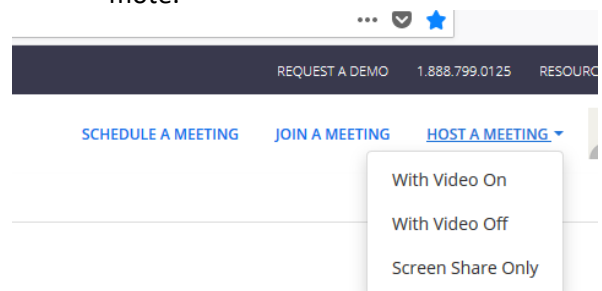 REQUEST A DEMO 1.888.799.0125 RESOURC
SCHEDULE A MEETING JOIN A MEETING HOST A MEETING
With Video On
With Video Off
Screen Share Only